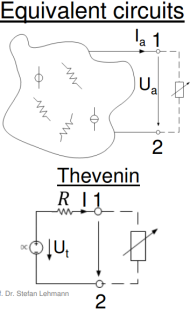 Equivalent circuits
Iₐ 1
Uₐ
2
Thevenin
R I 1
Uₜ
Dr. Stefan Lehmann
2